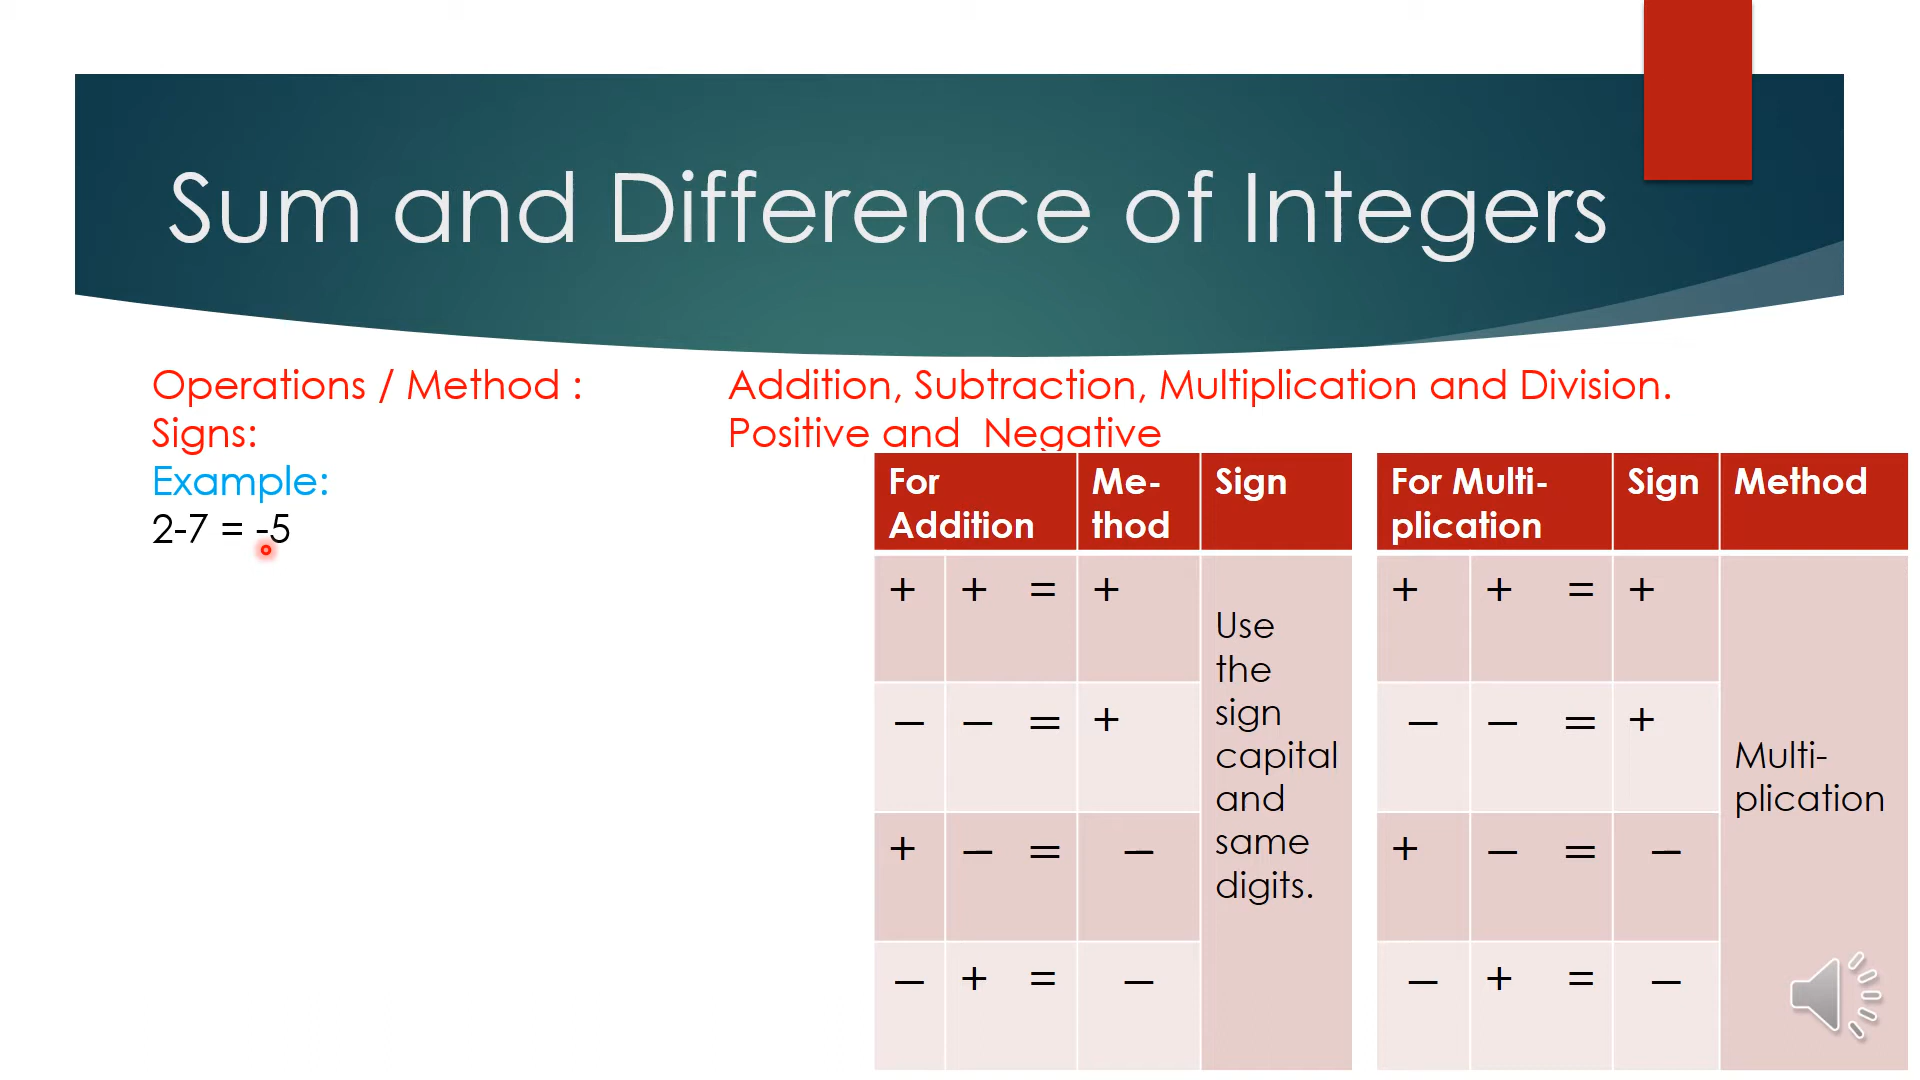 Sum and Difference of Integers
Operations / Method : Addition, Subtraction, Multiplication and Division.
Signs: Positive and Negative
Example:
2-7 = -5
For Addition Me-thod Sign
+ + = +
– – = +
+ – = –
– + = –
Use
the
sign
capital
and
same
digits.
For Multi-plication Sign Method
+ + = +
– – = +
+ – = –
– + = –
Multi-
plication